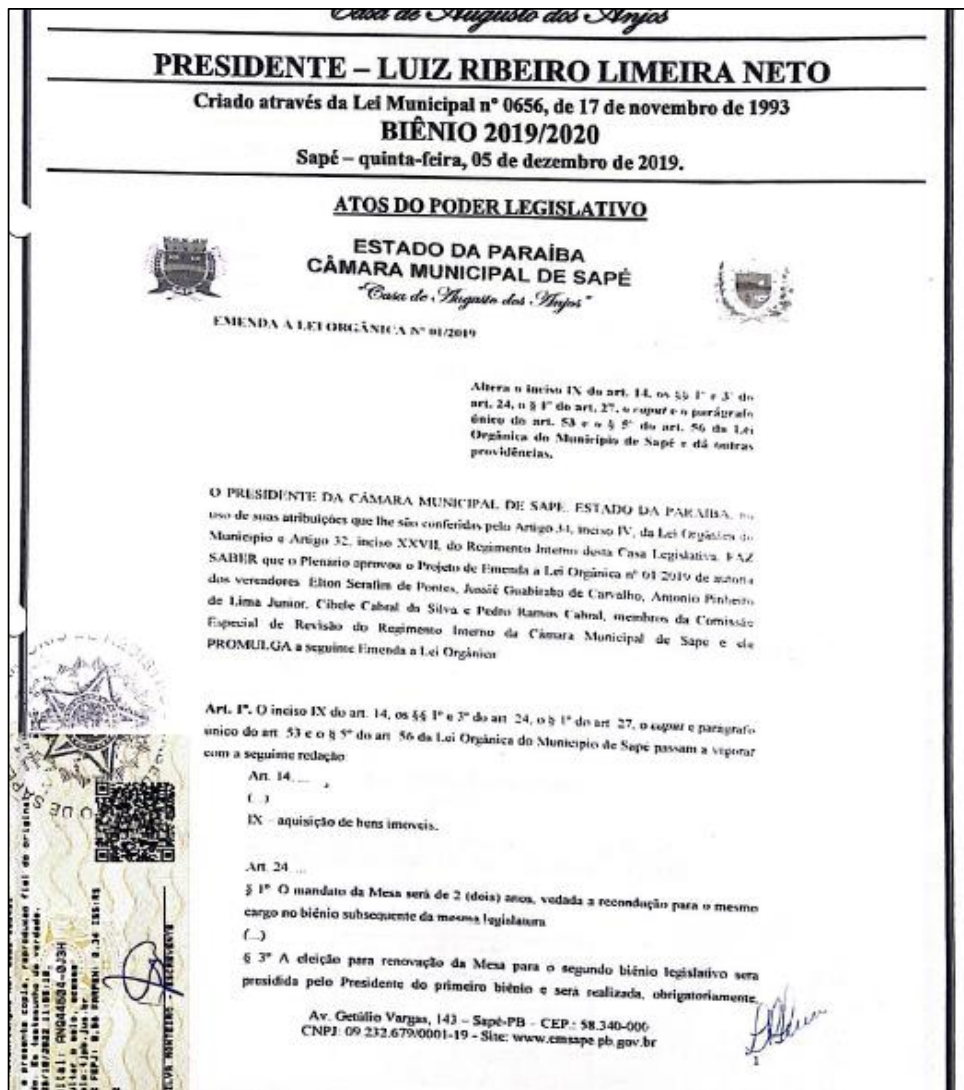 Casa de Augusto dos Anjos
PRESIDENTE – LUIZ RIBEIRO LIMEIRA NETO
Criado através da Lei Municipal nº 0656, de 17 de novembro de 1993
BIÊNIO 2019/2020
Sapé – quinta-feira, 05 de dezembro de 2019.
ATOS DO PODER LEGISLATIVO
ESTADO DA PARAÍBA
CÂMARA MUNICIPAL DE SAPÉ
"Casa de Augusto dos Anjos"
EMENDA A LEI ORGÂNICA Nº 01/2019
Altera o inciso IX do art. 14, os §§ 1º e 3º do
art. 24, o § 1º do art. 27, o caput e o parágrafo
único do art. 53 e o § 5º do art. 56 da Lei
Orgânica do Município de Sapé e dá outras
providências.
O PRESIDENTE DA CÂMARA MUNICIPAL DE SAPE, ESTADO DA PARAÍBA, no
uso de suas atribuições que lhe são conferidas pelo Artigo 34, inciso IV, da Lei Orgânica do
Município e Artigo 32, inciso XXVII, do Regimento Interno desta Casa Legislativa, FAZ
SABER que o Plenário aprovou o Projeto de Emenda a Lei Orgânica nº 01 2019 de autoria
dos vereadores Elton Serafim de Pontes, Guabiraba de Carvalho, Antonio Pinheiro
de Lima Junior, Cibele Cabral da Silva e Pedro Ramos Cabral, membros da Comissão
Especial de Revisão do Regimento Interno da Câmara Municipal de Sape e ele
PROMULGA a seguinte Emenda a Lei Orgânica
Art. 1º. O inciso IX do art. 14, os §§ 1º e 3º do art 24, o § 1º do art 27, o caput e parágrafo
único do art 53 e o § 5º do art 56 da Lei Orgânica do Município de Sapé passam a vigorar
com a seguinte redação
Art. 14....
(...)
IX - aquisição de bens imoveis.
Art. 24 ...
§ 1º O mandato da Mesa será de 2 (dois) anos, vedada a recondução para o mesmo
cargo no biênio subsequente da mesma legislatura
(...)
§ 3º A eleição para renovação da Mesa para o segundo biênio legislativo sera
presidida pelo Presidente do primeiro biênio e será realizada, obrigatoriamente,
Av. Getúlio Vargas, 143 – Sapé-PB - CEP.: 58.340-000
CNPJ: 09 232.679/0001-19 - Site: www.cmsape.pb.gov.br
1
a presente copia, reproducao fiel do original